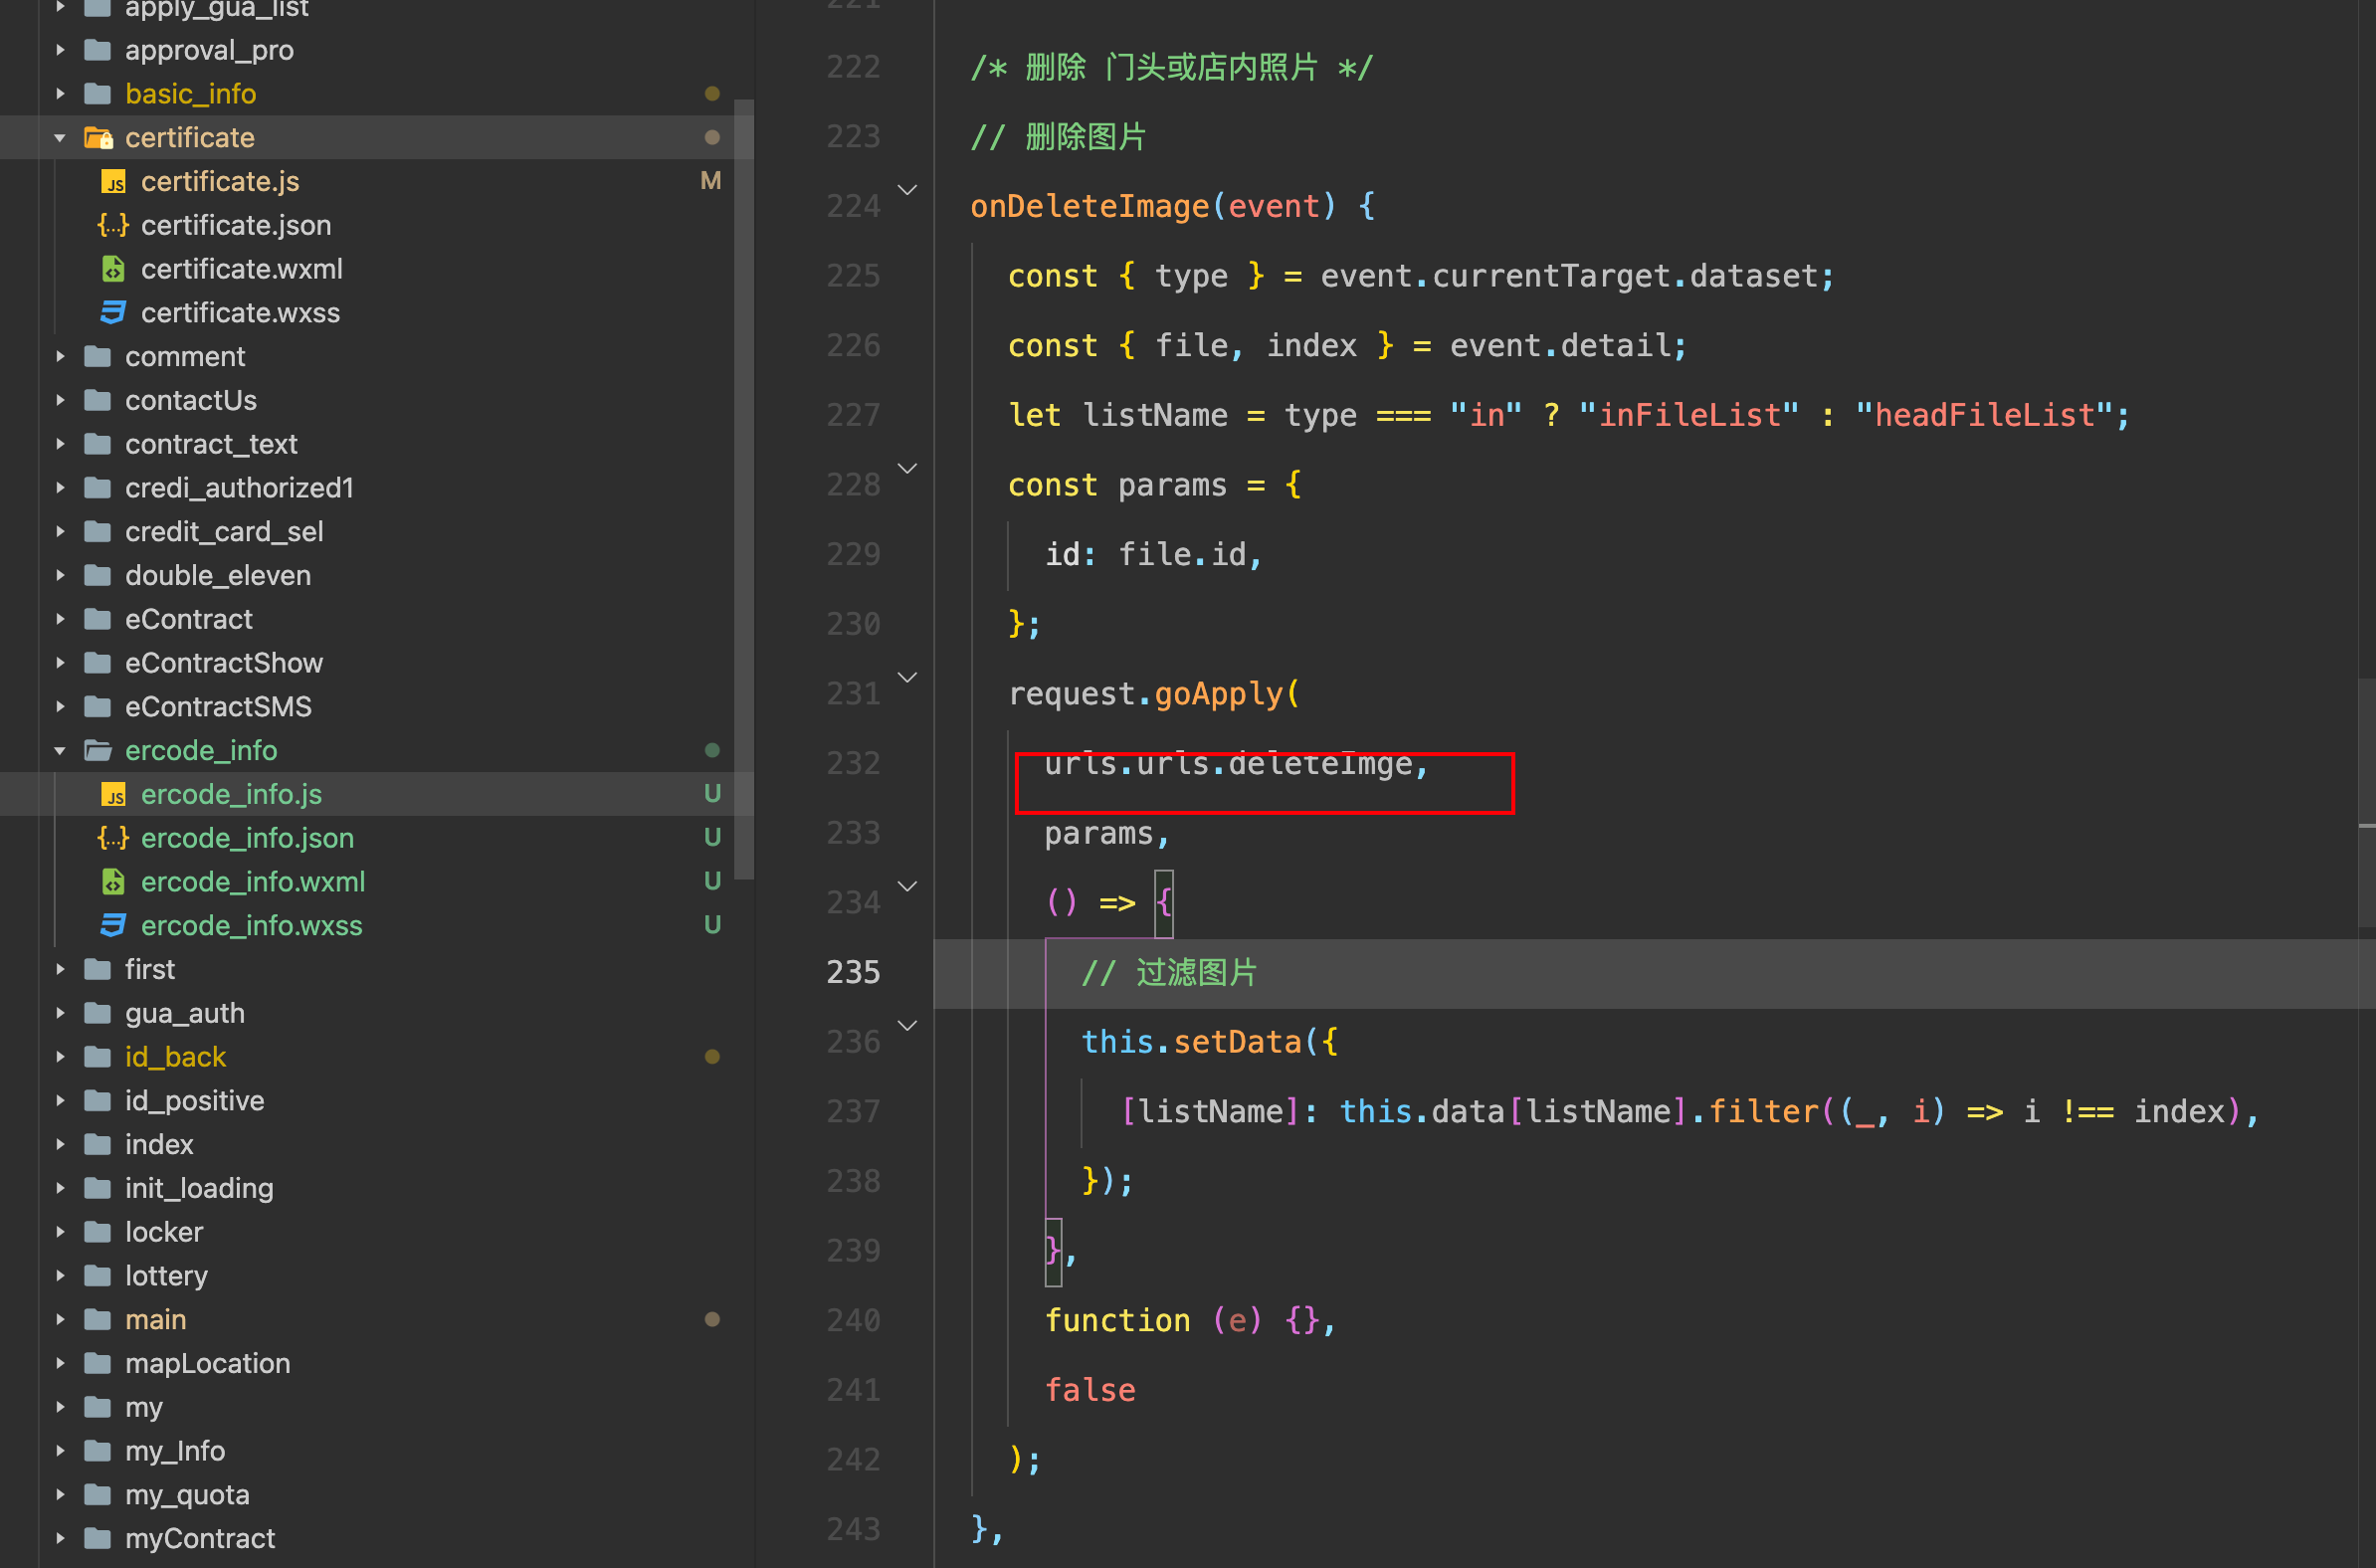 apply_gua_list
approval_pro
basic_info
certificate
JS certificate.js M
{...} certificate.json
certificate.wxml
certificate.wxss
comment
contactUs
contract_text
credi_authorized1
credit_card_sel
double_eleven
eContract
eContractShow
eContractSMS
ercode_info
JS ercode_info.js U
{...} ercode_info.json U
ercode_info.wxml U
ercode_info.wxss U
first
gua_auth
id_back
id_positive
index
init_loading
locker
lottery
main
mapLocation
my
my_Info
my_quota
myContract
221
222 /* 删除 门头或店内照片 */
223 // 删除图片
224 onDeleteImage(event) {
225 const { type } = event.currentTarget.dataset;
226 const { file, index } = event.detail;
227 let listName = type === "in" ? "inFileList" : "headFileList";
228 const params = {
229 id: file.id,
230 };
231 request.goApply(
232 urls.urls.deleteImge,
233 params,
234 () => {
235 // 过滤图片
236 this.setData({
237 [listName]: this.data[listName].filter((_, i) => i !== index),
238 });
239 },
240 function (e) {},
241 false
242 );
243 },